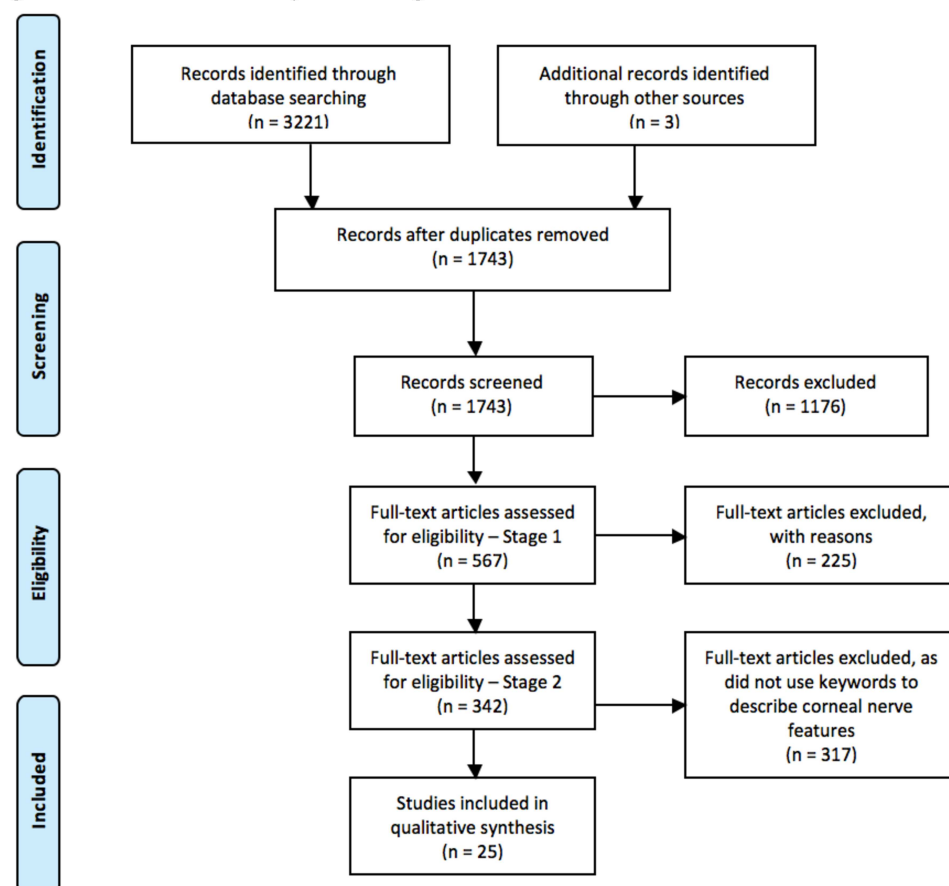 Identification
Records identified through
database searching
(n = 3221)
Additional records identified
through other sources
(n = 3)
Records after duplicates removed
(n = 1743)
Screening
Records screened
(n = 1743)
Records excluded
(n = 1176)
Eligibility
Full-text articles assessed
for eligibility – Stage 1
(n = 567)
Full-text articles excluded,
with reasons
(n = 225)
Full-text articles assessed
for eligibility – Stage 2
(n = 342)
Full-text articles excluded, as
did not use keywords to
describe corneal nerve
features
(n = 317)
Included
Studies included in
qualitative synthesis
(n = 25)